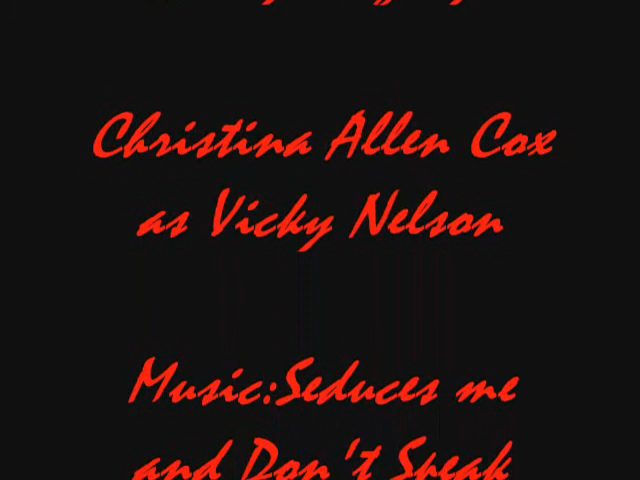 Christina Allen Cox
as Vicky Nelson
Music:Seduces me
and Don't Speak